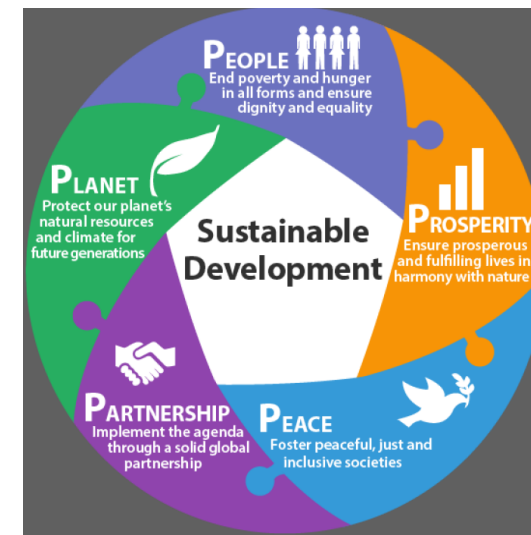 PEOPLE
End poverty and hunger
in all forms and ensure
dignity and equality
PROSPERITY
Ensure prosperous
and fulfilling lives in
harmony with nature
PEACE
Foster peaceful, just and
inclusive societies
PARTNERSHIP
Implement the agenda
through a solid global
partnership
PLANET
Protect our planet's
natural resources
and climate for
future generations
Sustainable
Development